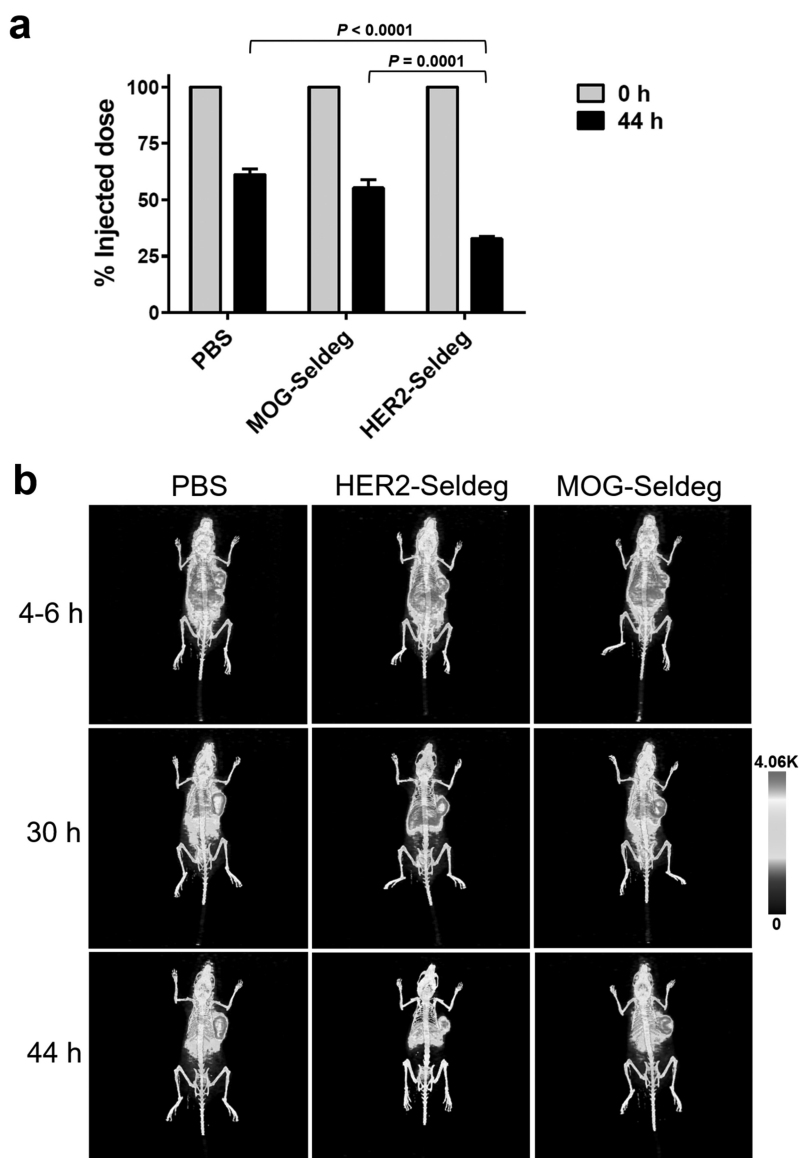 a
P < 0.0001
P = 0.0001
100
75
50
25
0
% Injected dose
0 h
44 h
PBS
MOG-Seldeg
HER2-Seldeg
b
PBS HER2-Seldeg MOG-Seldeg
4-6 h
30 h
44 h
4.06K
0